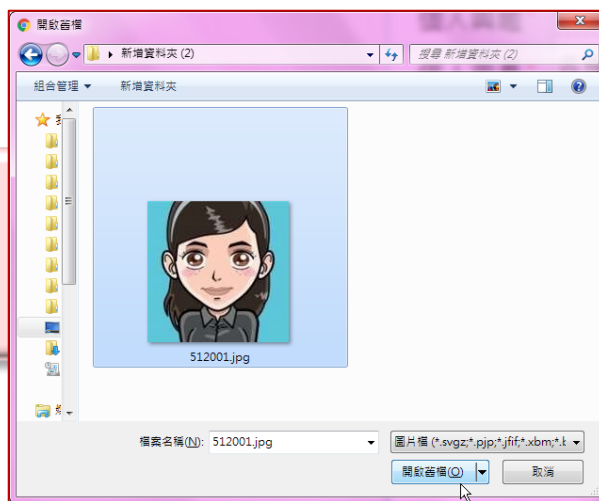 開啟舊檔
新增資料夾 (2)
搜尋 新增資料夾 (2)
組合管理
新增資料夾
512001.jpg
檔案名稱(N): 512001.jpg
圖片檔 (*.svgz;*.pjp;*.jfif;*.xbm;*.
開啟舊檔(O)
取消